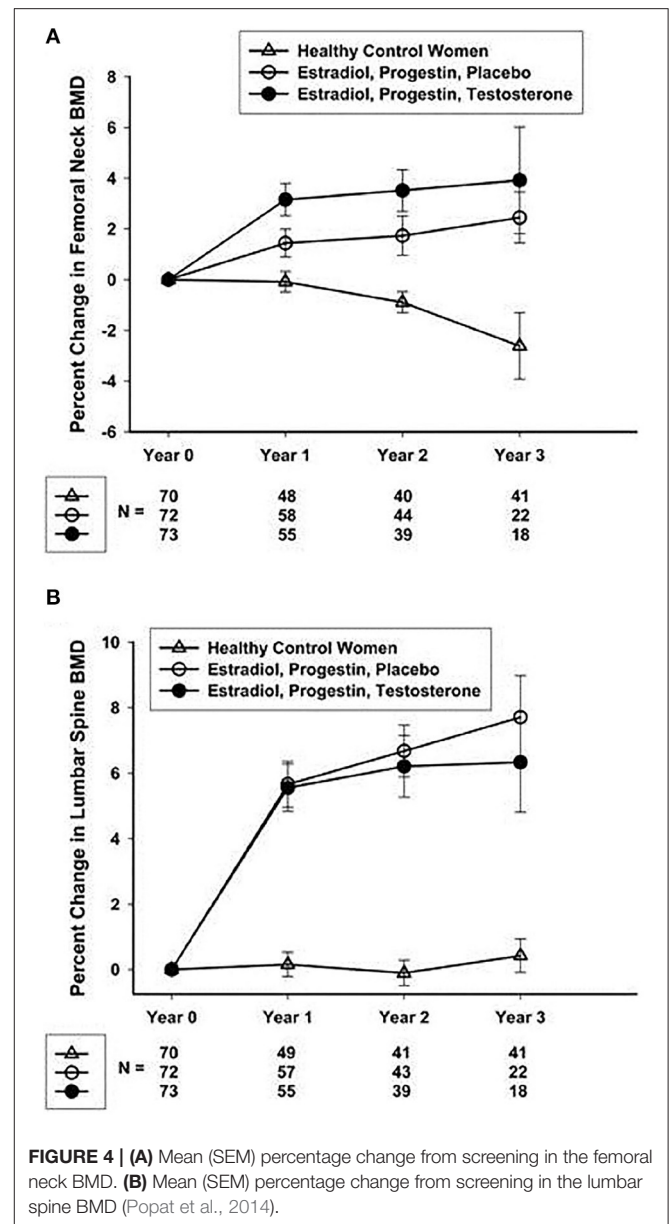 A
Healthy Control Women
Estradiol, Progestin, Placebo
Estradiol, Progestin, Testosterone
Percent Change in Femoral Neck BMD
8
6
4
2
0
-2
-4
-6
Year 0 Year 1 Year 2 Year 3
N =
70 48 40 41
72 58 44 22
73 55 39 18
B
Healthy Control Women
Estradiol, Progestin, Placebo
Estradiol, Progestin, Testosterone
Percent Change in Lumbar Spine BMD
10
8
6
4
2
0
Year 0 Year 1 Year 2 Year 3
N =
70 49 41 41
72 57 43 22
73 55 39 18
FIGURE 4 | (A) Mean (SEM) percentage change from screening in the femoral
neck BMD. (B) Mean (SEM) percentage change from screening in the lumbar
spine BMD (Popat et al., 2014).